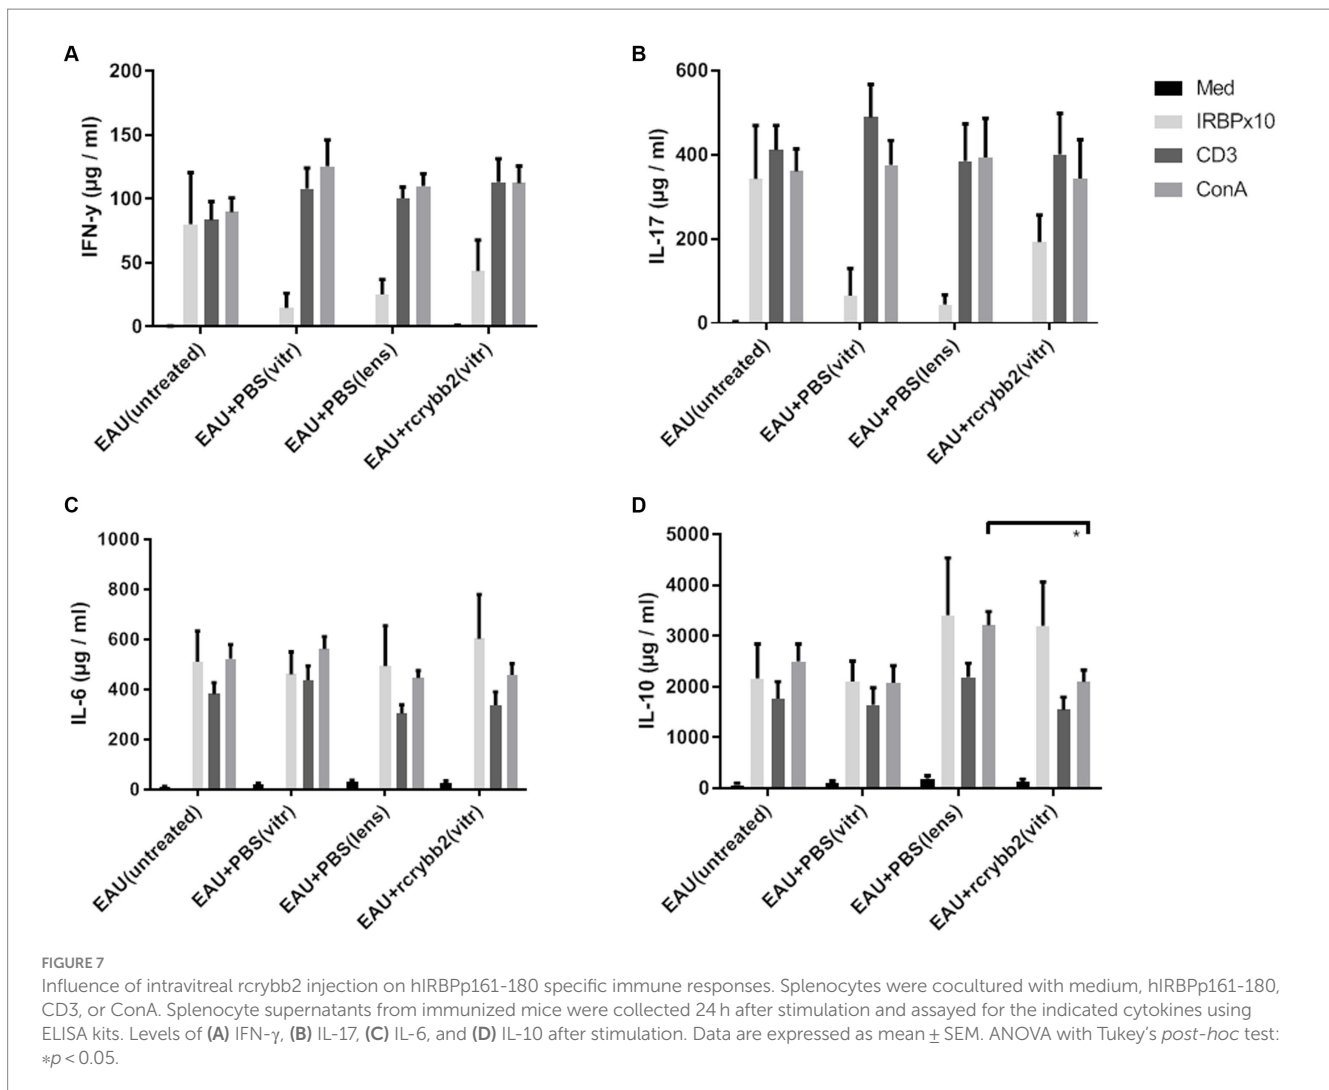 A
IFN-y (µg / ml)
200
150
100
50
0
EAU(untreated)
EAU+PBS(vitr)
EAU+PBS(lens)
EAU+rcrybb2(vitr)
B
IL-17 (µg / ml)
600
400
200
0
EAU(untreated)
EAU+PBS(vitr)
EAU+PBS(lens)
EAU+rcrybb2(vitr)
Med
IRBPx10
CD3
ConA
C
IL-6 (µg / ml)
1000
800
600
400
200
0
EAU(untreated)
EAU+PBS(vitr)
EAU+PBS(lens)
EAU+rcrybb2(vitr)
D
IL-10 (µg / ml)
5000
4000
3000
2000
1000
0
*
EAU(untreated)
EAU+PBS(vitr)
EAU+PBS(lens)
EAU+rcrybb2(vitr)
FIGURE 7
Influence of intravitreal rcrybb2 injection on hIRBPp161-180 specific immune responses. Splenocytes were cocultured with medium, hIRBPp161-180,
CD3, or ConA. Splenocyte supernatants from immunized mice were collected 24 h after stimulation and assayed for the indicated cytokines using
ELISA kits. Levels of (A) IFN-γ, (B) IL-17, (C) IL-6, and (D) IL-10 after stimulation. Data are expressed as mean ± SEM. ANOVA with Tukey's post-hoc test:
*p < 0.05.